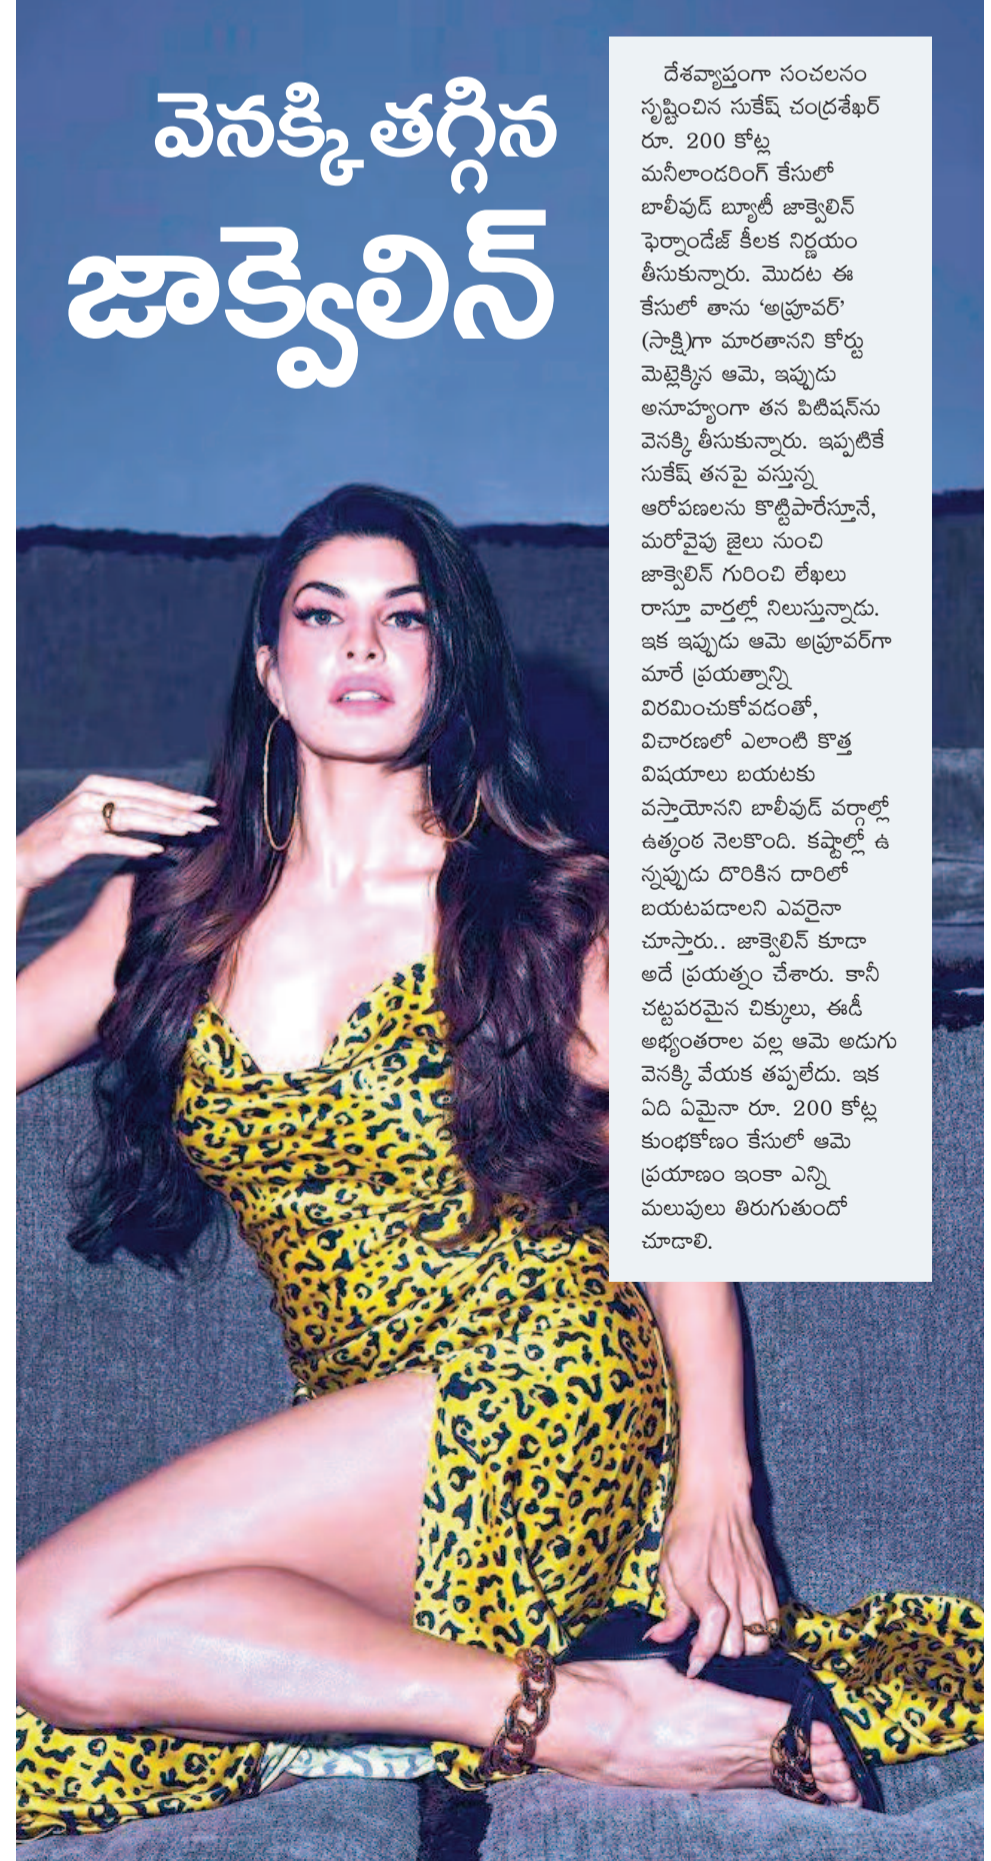 వెనక్కి తగ్గిన
జాక్వెలిన్
దేశవ్యాప్తంగా సంచలనం
సృష్టించిన సుకేష్ చంద్రశేఖర్
రూ. 200 కోట్ల
మనీలాండరింగ్ కేసులో
బాలీవుడ్ బ్యూటీ జాక్వెలిన్
ఫెర్నాండేజ్ కీలక నిర్ణయం
తీసుకున్నారు. మొదట ఈ
కేసులో తాను ‘అప్రూవర్’
(సాక్షి)గా మారతానని కోర్టు
మెట్లెక్కిన ఆమె, ఇప్పుడు
అనూహ్యంగా తన పిటిషన్‌ను
వెనక్కి తీసుకున్నారు. ఇప్పటికే
సుకేష్ తనపై వస్తున్న
ఆరోపణలను కొట్టిపారేస్తూనే,
మరోవైపు జైలు నుంచి
జాక్వెలిన్ గురించి లేఖలు
రాస్తూ వార్తల్లో నిలుస్తున్నాడు.
ఇక ఇప్పుడు ఆమె అప్రూవర్‌గా
మారే ప్రయత్నాన్ని
విరమించుకోవడంతో,
విచారణలో ఎలాంటి కొత్త
విషయాలు బయటకు
వస్తాయోనని బాలీవుడ్ వర్గాల్లో
ఉత్కంఠ నెలకొంది. కష్టాల్లో ఉ
న్నప్పుడు దొరికిన దారిలో
బయటపడాలని ఎవరైనా
చూస్తారు.. జాక్వెలిన్ కూడా
అదే ప్రయత్నం చేశారు. కానీ
చట్టపరమైన చిక్కులు, ఈడీ
అభ్యంతరాల వల్ల ఆమె అడుగు
వెనక్కి వేయక తప్పలేదు. ఇక
ఏది ఏమైనా రూ. 200 కోట్ల
కుంభకోణం కేసులో ఆమె
ప్రయాణం ఇంకా ఎన్ని
మలుపులు తిరుగుతుందో
చూడాలి.